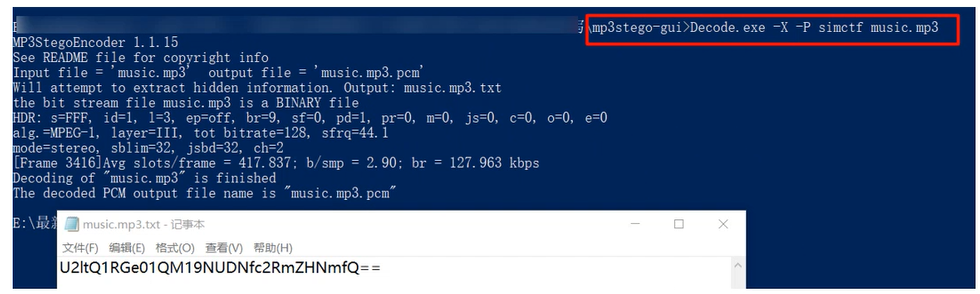 \mp3stego-gui>Decode.exe -X -P simctf music.mp3
MP3StegoEncoder 1.1.15
See README file for copyright info
Input file = 'music.mp3'  output file = 'music.mp3.pcm'
Will attempt to extract hidden information. Output: music.mp3.txt
the bit stream file music.mp3 is a BINARY file
HDR: s=FFF, id=1, l=3, ep=off, br=9, sf=0, pd=1, pr=0, m=0, js=0, c=0, o=0, e=0
alg.=MPEG-1, layer=III, tot bitrate=128, sfrq=44.1
mode=stereo, sblim=32, jsbd=32, ch=2
[Frame 3416]Avg slots/frame = 417.837; b/smp = 2.90; br = 127.963 kbps
Decoding of "music.mp3" is finished
The decoded PCM output file name is "music.mp3.pcm"
E:\最新
music.mp3.txt - 记事本
文件(F) 编辑(E) 格式(O) 查看(V) 帮助(H)
U2ltQ1RGe01QM19NUDNfc2RmZHNmfQ==